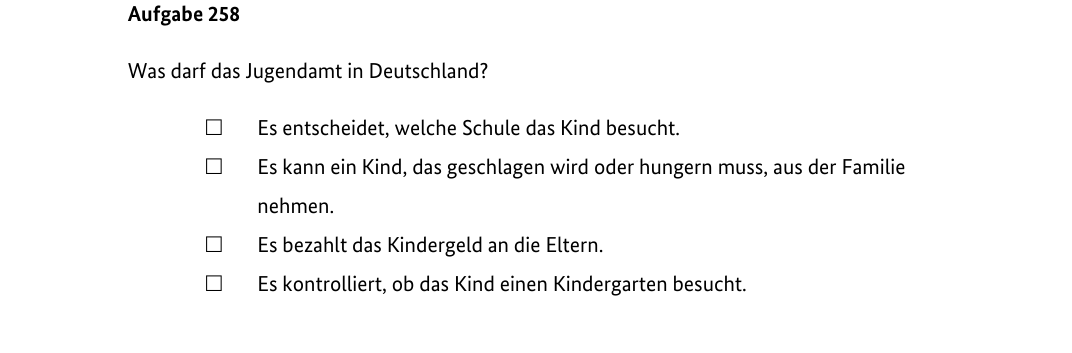 Aufgabe 258
Was darf das Jugendamt in Deutschland?
☐ Es entscheidet, welche Schule das Kind besucht.
☐ Es kann ein Kind, das geschlagen wird oder hungern muss, aus der Familie
nehmen.
☐ Es bezahlt das Kindergeld an die Eltern.
☐ Es kontrolliert, ob das Kind einen Kindergarten besucht.